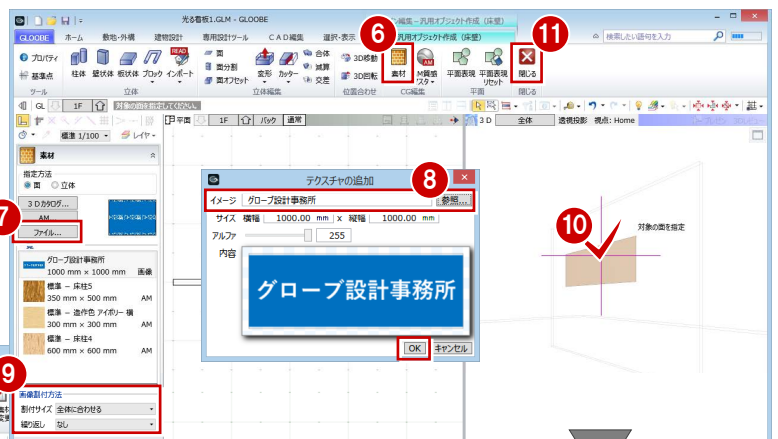 光る看板1.GLM - GLOOBE
ン編集 - 汎用オブジェクト作成(床壁)
GLOOBE ホーム 敷地・外構 建物設計 専用設計ツール CAD編集 選択・表示 汎用オブジェクト作成(床壁) 検索したい語句を入力
6
11
プロパティ
基準点
柱体 壁状体 板状体 ブロック インポート
READ
面
面分割
面オフセット
変形 カッター
合体
減算
交差
3D移動
3D回転
素材
AM
平面表現 平面表現
リセット
閉じる
ツール 立体 立体編集 位置合わせ CG編集 平面 閉じる
GL 1F 対象の面を指定してください。
標準 1/100 レイヤ
平面 1F バック 通常
3D 全体 透視投影 視点: Home
素材
指定方法
面 立体
3Dカタログ...
AM...
ファイル...
7
グローブ設計事務所
1000 mm × 1000 mm 画像
標準 - 床柱5
350 mm × 500 mm AM
標準 - 造作色 アイボリー 横
300 mm × 300 mm AM
標準 - 床柱4
600 mm × 600 mm AM
9
画像割付方法
割付サイズ 全体に合わせる
繰り返し なし
テクスチャの追加
8
イメージ グローブ設計事務所 参照...
サイズ 横幅 1000.00 mm x 縦幅 1000.00 mm
アルファ 255
内容
グローブ設計事務所
OK キャンセル
10
対象の面を指定